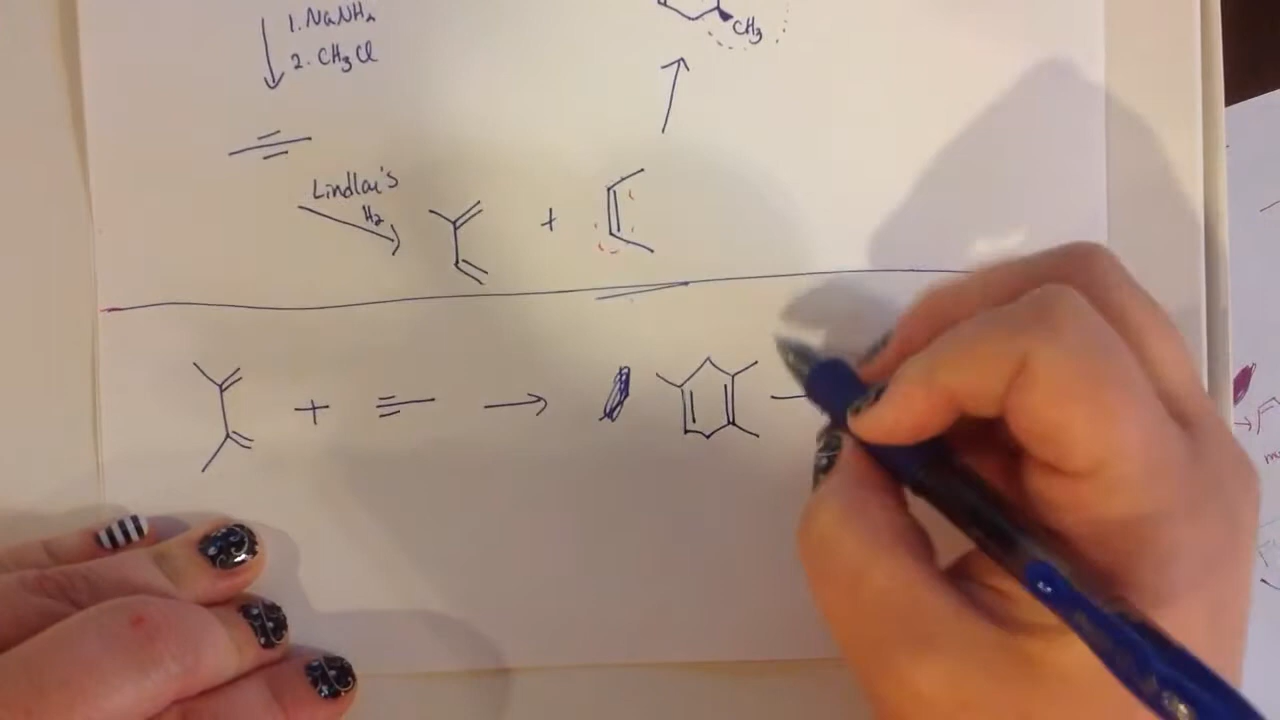 1. NaNH₂
2. CH₃Cl
CH₃
Lindlar's
H₂
+
+